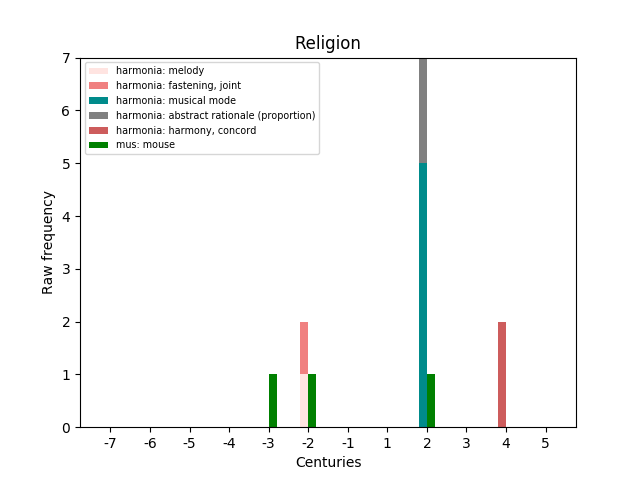 Religion
harmonia: melody
harmonia: fastening, joint
harmonia: musical mode
harmonia: abstract rationale (proportion)
harmonia: harmony, concord
mus: mouse
Raw frequency
7
6
5
4
3
2
1
0
-7 -6 -5 -4 -3 -2 -1 1 2 3 4 5
Centuries